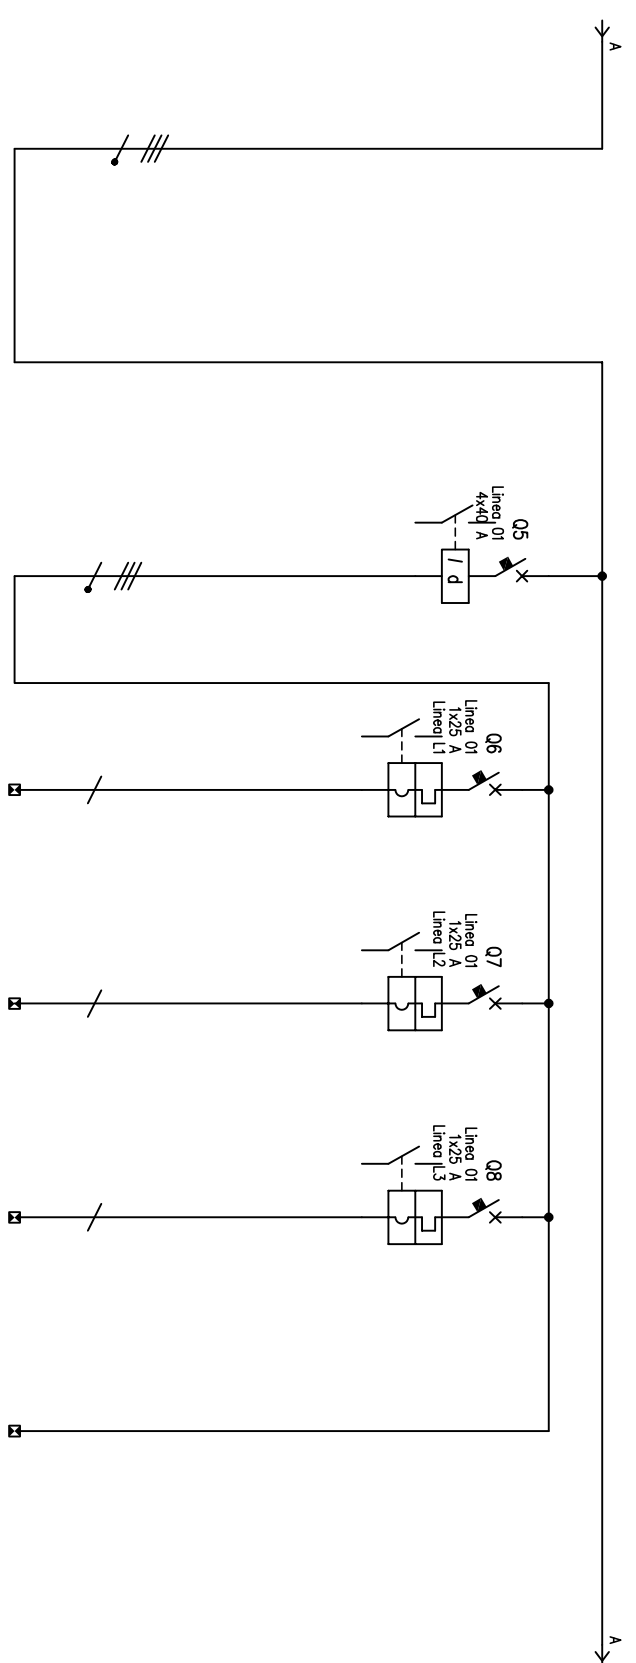 A
Q5
Linea 01
4x40 A
I d
Q6
Linea 01
1x25 A
Linea L1
Q7
Linea 01
1x25 A
Linea L2
Q8
Linea 01
1x25 A
Linea L3
A